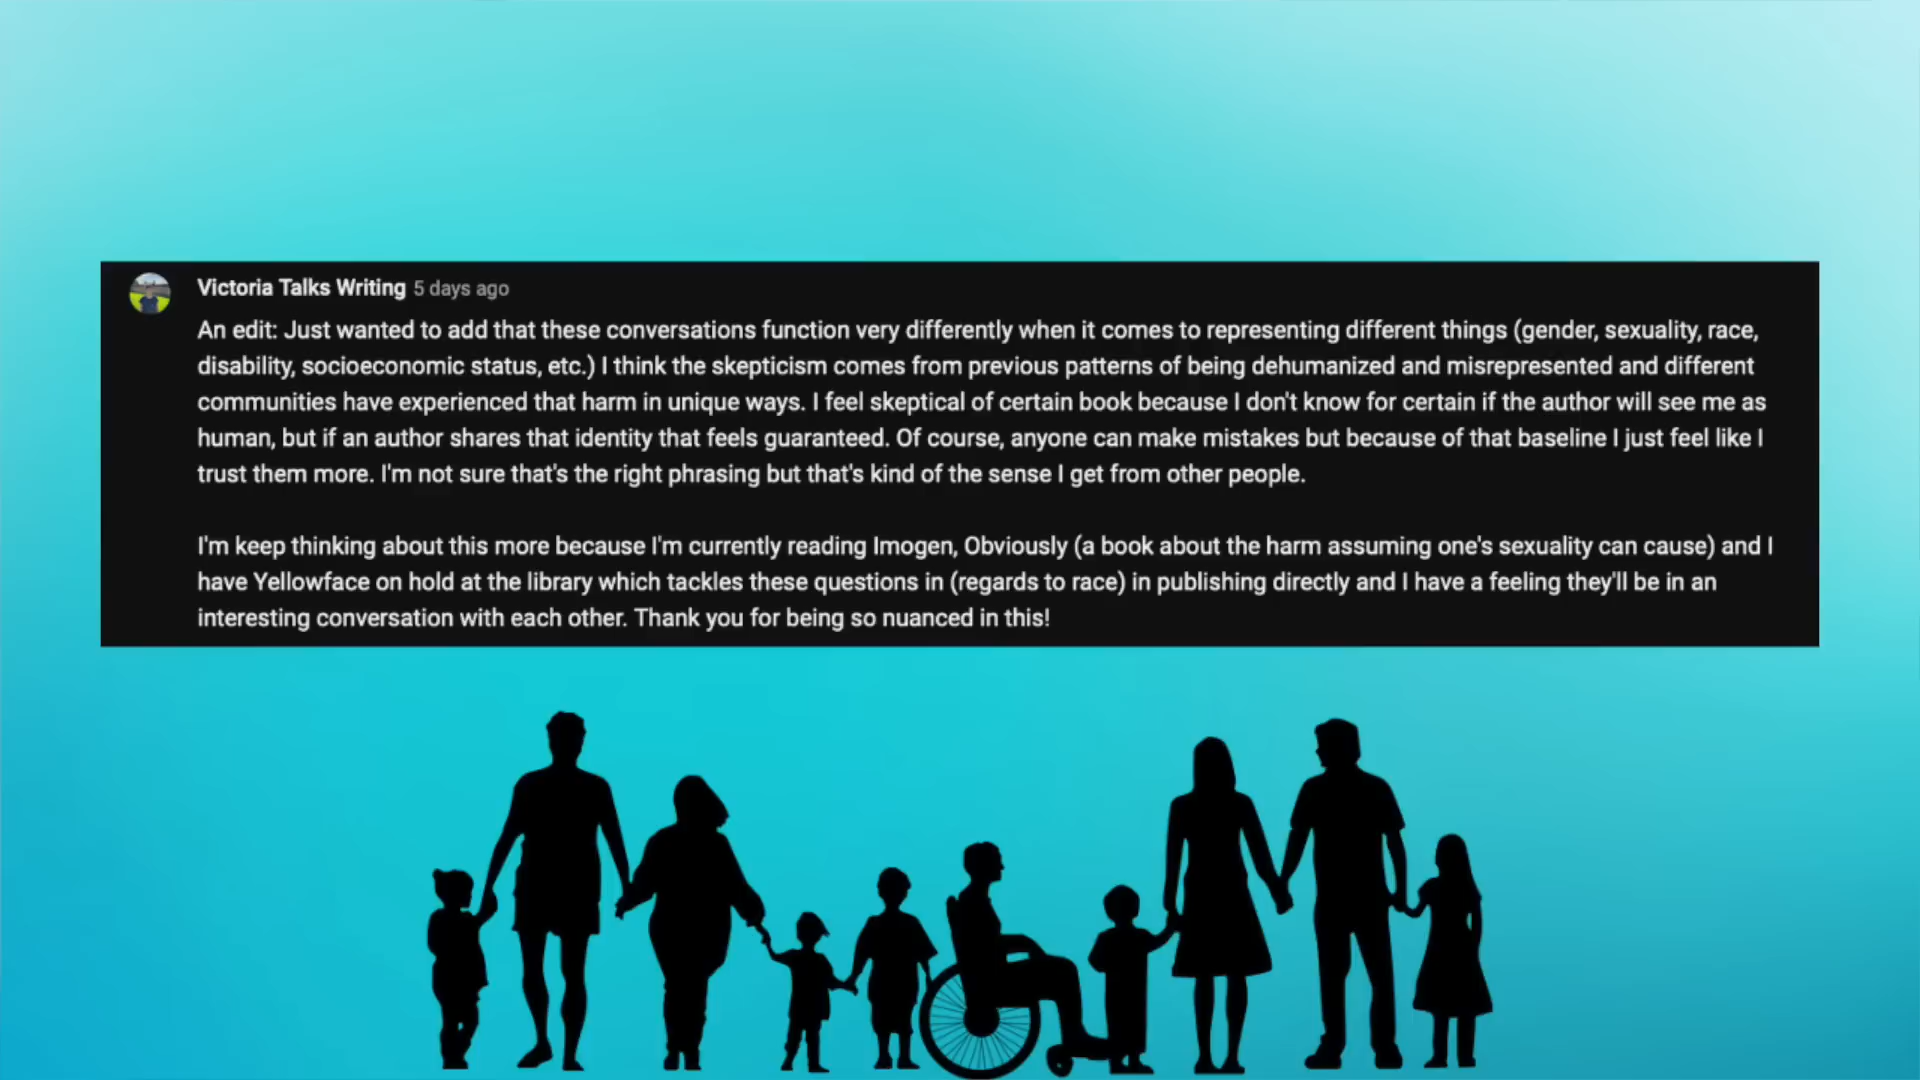 Victoria Talks Writing 5 days ago
An edit: Just wanted to add that these conversations function very differently when it comes to representing different things (gender, sexuality, race,
disability, socioeconomic status, etc.) I think the skepticism comes from previous patterns of being dehumanized and misrepresented and different
communities have experienced that harm in unique ways. I feel skeptical of certain book because I don't know for certain if the author will see me as
human, but if an author shares that identity that feels guaranteed. Of course, anyone can make mistakes but because of that baseline I just feel like I
trust them more. I'm not sure that's the right phrasing but that's kind of the sense I get from other people.
I'm keep thinking about this more because I'm currently reading Imogen, Obviously (a book about the harm assuming one's sexuality can cause) and I
have Yellowface on hold at the library which tackles these questions in (regards to race) in publishing directly and I have a feeling they'll be in an
interesting conversation with each other. Thank you for being so nuanced in this!